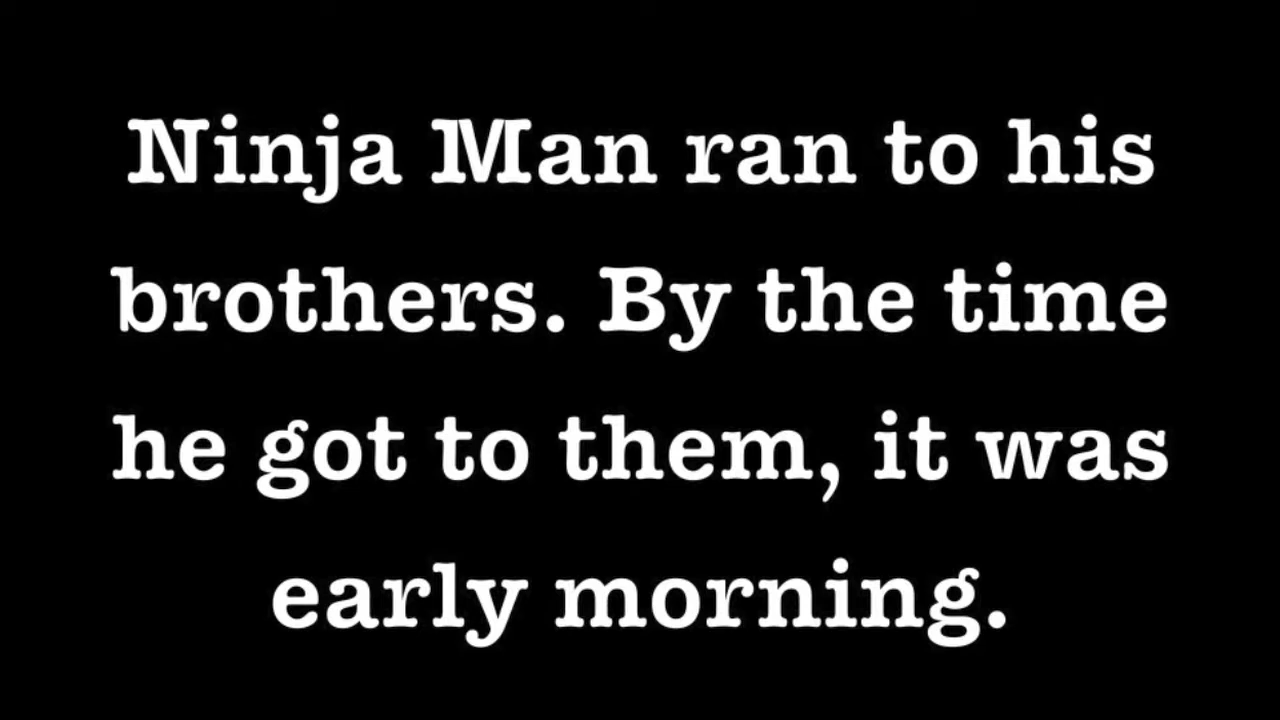 Ninja Man ran to his
brothers. By the time
he got to them, it was
early morning.